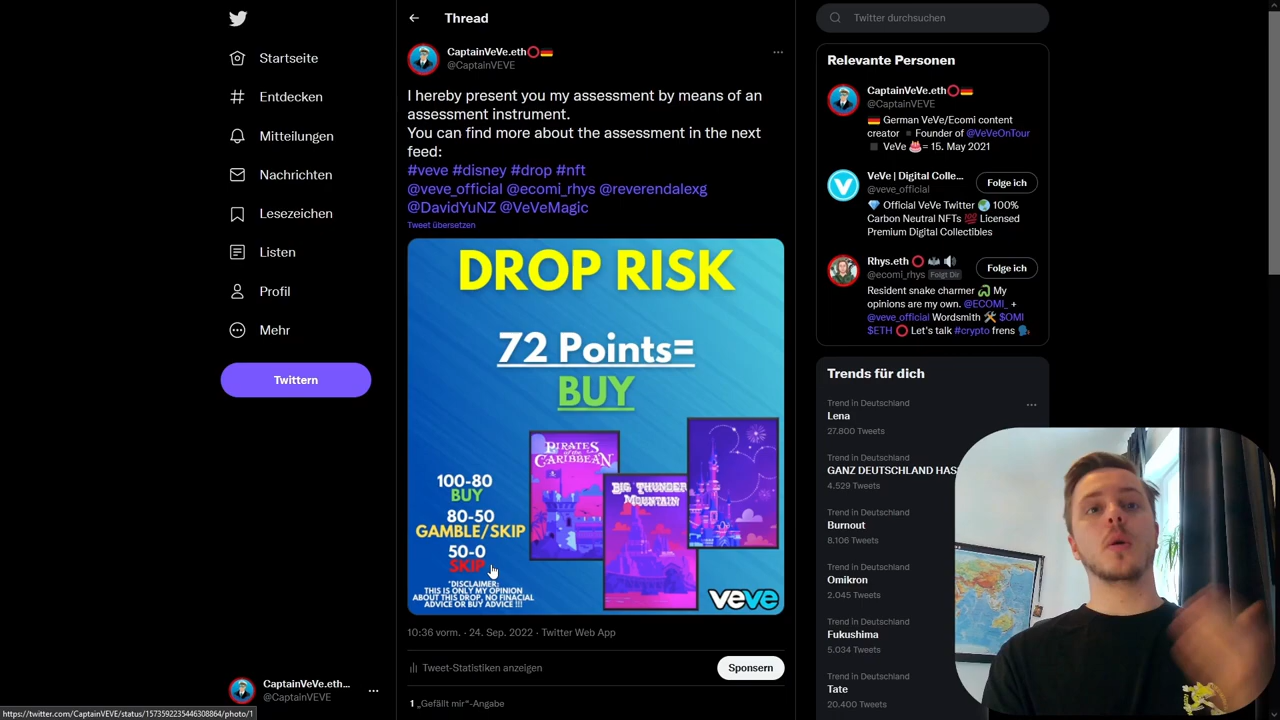 Startseite
Entdecken
Mitteilungen
Nachrichten
Lesezeichen
Listen
Profil
Mehr
Twittern
CaptainVeVe.eth...
@CaptainVEVE
https://twitter.com/CaptainVEVE/status/1573592235446308864/photo/1
Thread
CaptainVeVe.eth⭕🇩🇪
@CaptainVEVE
I hereby present you my assessment by means of an
assessment instrument.
You can find more about the assessment in the next
feed:
#veve #disney #drop #nft
@veve_official @ecomi_rhys @reverendalexg
@DavidYuNZ @VeVeMagic
Tweet übersetzen
DROP RISK
72 Points=
BUY
PIRATES
of the
CARIBBEAN
BIG THUNDER
MOUNTAIN
100-80
BUY
80-50
GAMBLE/SKIP
50-0
SKIP
*DISCLAIMER:
THIS IS ONLY MY OPINION
ABOUT THIS DROP, NO FINACIAL
ADVICE OR BUY ADVICE !!!
veve
10:36 vorm. · 24. Sep. 2022 · Twitter Web App
Tweet-Statistiken anzeigen
Sponsern
1 „Gefällt mir“-Angabe
Twitter durchsuchen
Relevante Personen
CaptainVeVe.eth⭕🇩🇪
@CaptainVEVE
🇩🇪 German VeVe/Ecomi content
creator ▪️ Founder of @VeVeOnTour
▪️ VeVe 🎂= 15. May 2021
VeVe | Digital Colle...
@veve_official
Folge ich
💎 Official VeVe Twitter 🌏 100%
Carbon Neutral NFTs 💯 Licensed
Premium Digital Collectibles
Rhys.eth ⭕ 🦇 🔊
@ecomi_rhys Folgt Dir
Folge ich
Resident snake charmer 🐍 My
opinions are my own. @ECOMI_ +
@veve_official Wordsmith 🛠️ $OMI
$ETH ⭕ Let's talk #crypto frens 🗣️
Trends für dich
Trend in Deutschland
Lena
27.800 Tweets
Trend in Deutschland
GANZ DEUTSCHLAND HAS
4.529 Tweets
Trend in Deutschland
Burnout
8.106 Tweets
Trend in Deutschland
Omikron
2.045 Tweets
Trend in Deutschland
Fukushima
5.034 Tweets
Trend in Deutschland
Tate
20.400 Tweets